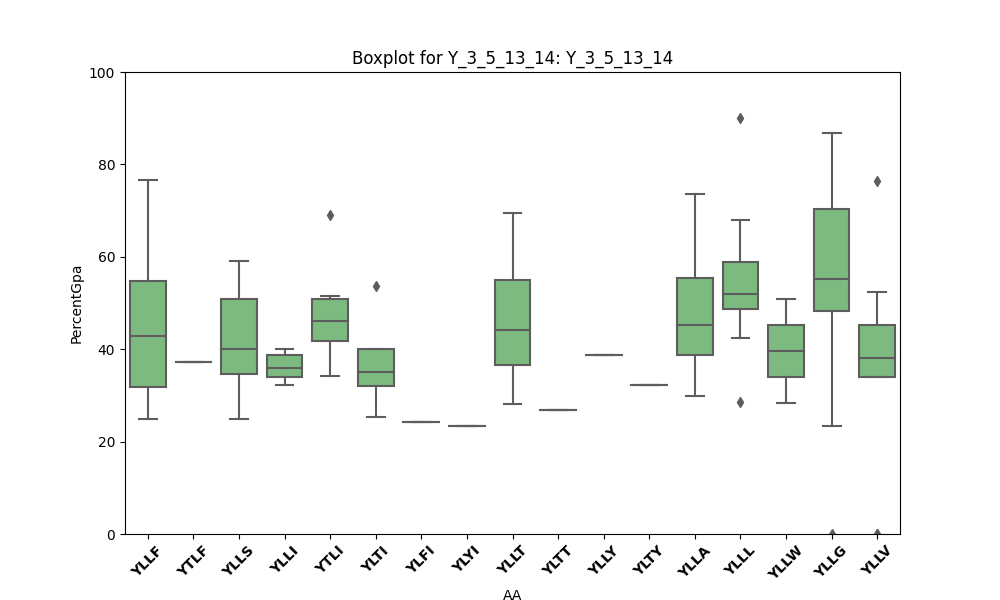 Boxplot for Y_3_5_13_14: Y_3_5_13_14
PercentGpa
100
80
60
40
20
0
YLLF YTLF YLLS YLLI YTLI YLTI YLFI YLYI YLLT YLTT YLLY YLTY YLLA YLLL YLLW YLLG YLLV
AA